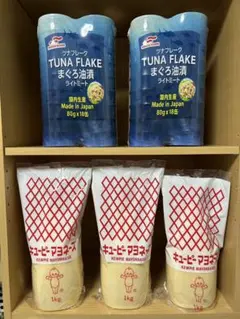 ツナフレーク
TUNA FLAKE
まぐろ油漬
ライトミート
国内生産
Made in Japan
80g×18缶
ツナフレーク
TUNA FLAKE
まぐろ油漬
ライトミート
国内生産
Made in Japan
80g×18缶
キユーピーマヨネーズ
KEWPIE MAYONNAISE
1kg
キユーピーマヨネーズ
KEWPIE MAYONNAISE
1kg
キユーピーマヨネーズ
KEWPIE MAYONNAISE
1kg